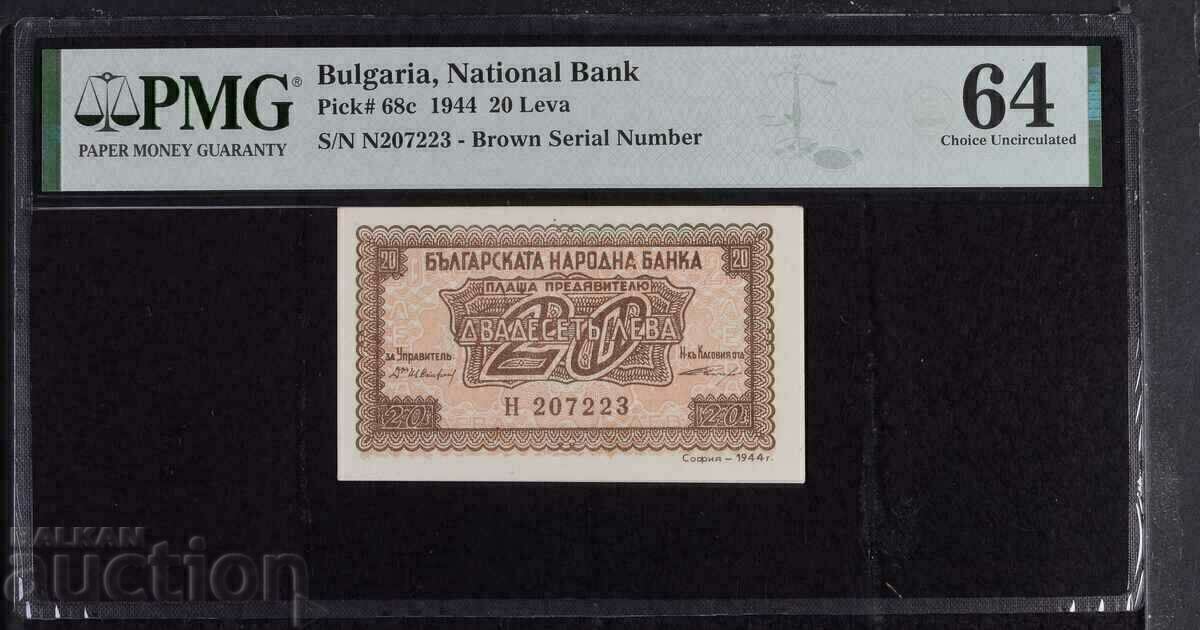 PMG®
PAPER MONEY GUARANTY
Bulgaria, National Bank
Pick# 68c 1944 20 Leva
S/N N207223 - Brown Serial Number
64
Choice Uncirculated
20 БЪЛГАРСКАТА НАРОДНА БАНКА 20
ПЛАЩА ПРЕДЯВИТЕЛЮ
20
ДВАДЕСЕТЬ ЛЕВА
за Управитель
Н-къ Касовия отд.
Н 207223
20 20
София – 1944 г.
BALKAN
auction